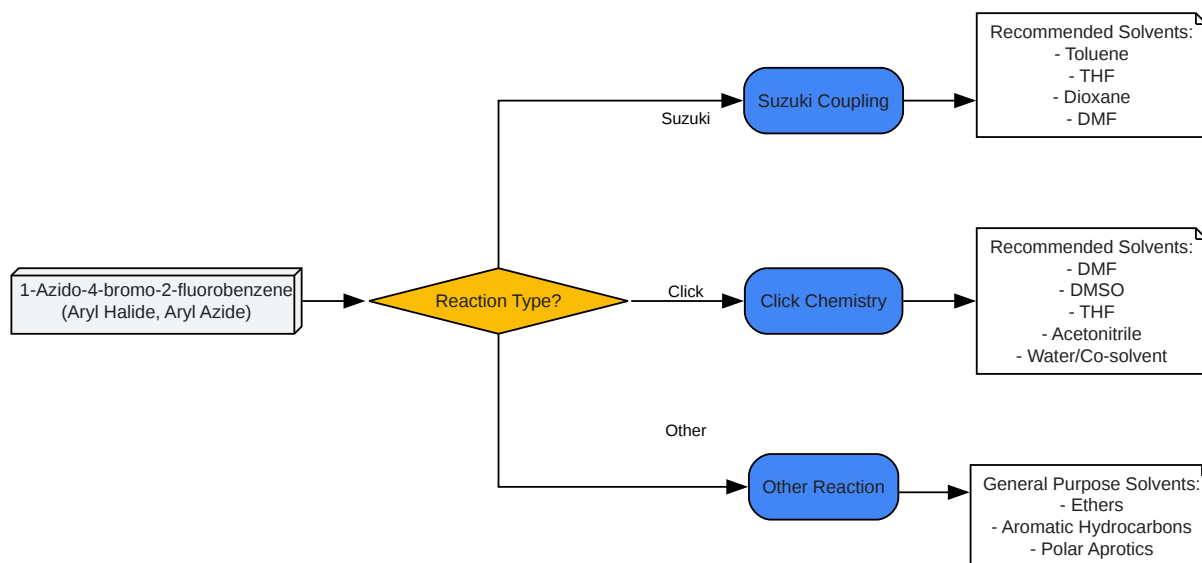 Recommended Solvents:
- Toluene
- THF
- Dioxane
- DMF
Suzuki Coupling
Suzuki
1-Azido-4-bromo-2-fluorobenzene
(Aryl Halide, Aryl Azide)
Reaction Type?
Click
Click Chemistry
Recommended Solvents:
- DMF
- DMSO
- THF
- Acetonitrile
- Water/Co-solvent
Other
Other Reaction
General Purpose Solvents:
- Ethers
- Aromatic Hydrocarbons
- Polar Aprotics